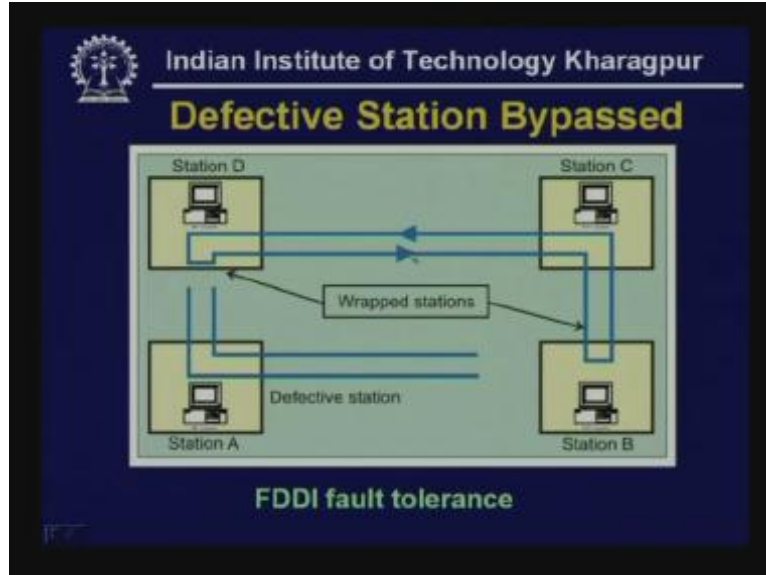 Indian Institute of Technology Kharagpur
Defective Station Bypassed
Station D
Station C
Wrapped stations
Defective station
Station A
Station B
FDDI fault tolerance